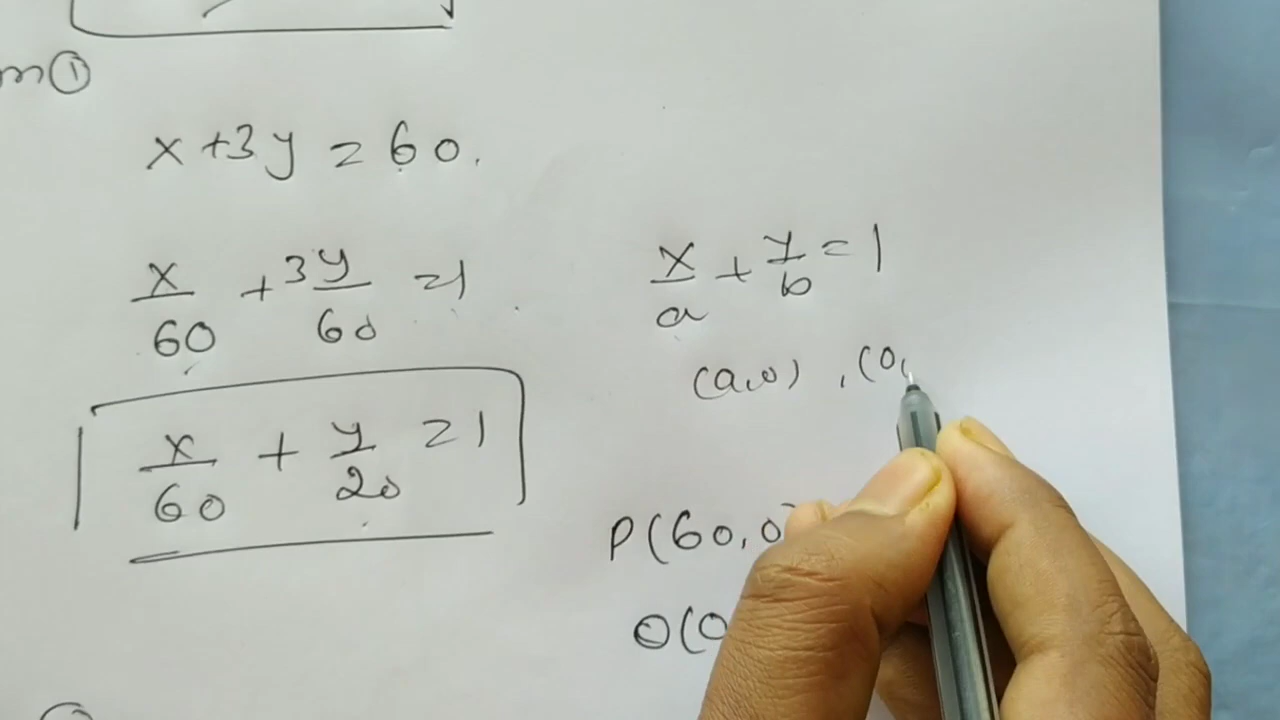 m①
x+3y=60.
x/60 + 3y/60 =1
x/60 + y/20 =1
x/a + y/b = 1
(a,0), (0,
P(60,0)
O(0